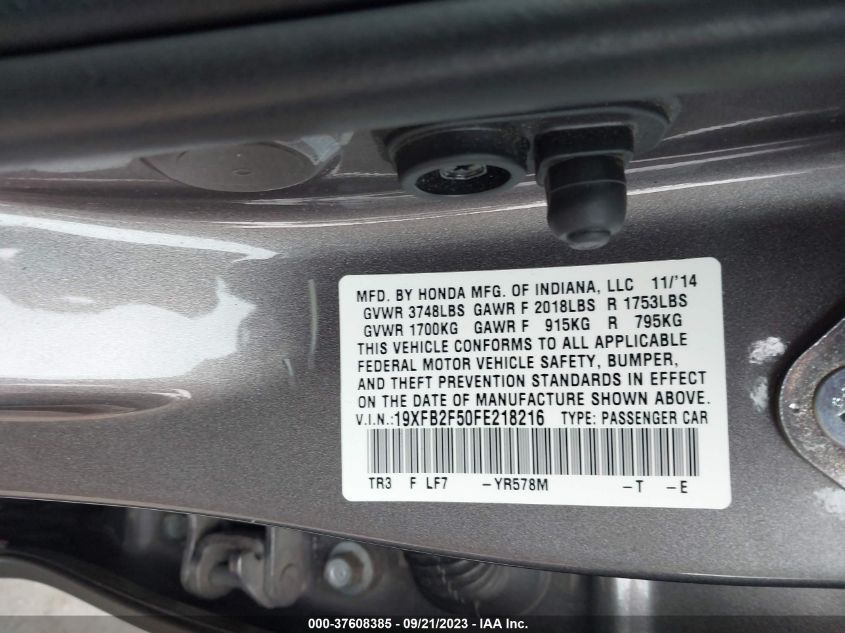 MFD. BY HONDA MFG. OF INDIANA, LLC 11/'14
GVWR 3748LBS GAWR F 2018LBS R 1753LBS
GVWR 1700KG GAWR F 915KG R 795KG
THIS VEHICLE CONFORMS TO ALL APPLICABLE
FEDERAL MOTOR VEHICLE SAFETY, BUMPER,
AND THEFT PREVENTION STANDARDS IN EFFECT
ON THE DATE OF MANUFACTURE SHOWN ABOVE.
V.I.N.:19XFB2F50FE218216 TYPE: PASSENGER CAR
TR3 F LF7 -YR578M -T -E
000-37608385 - 09/21/2023 - IAA Inc.